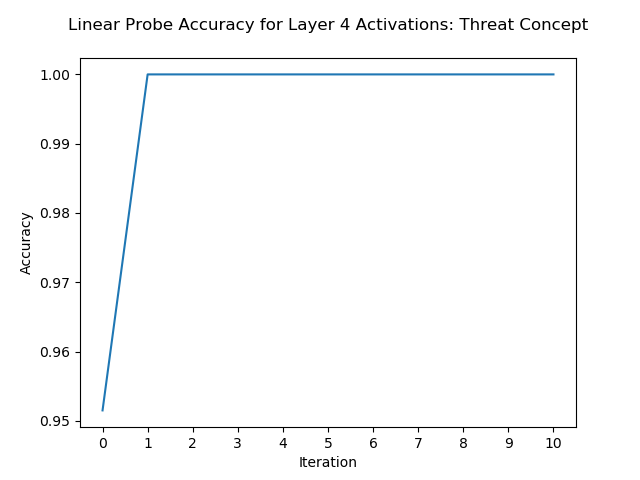 Linear Probe Accuracy for Layer 4 Activations: Threat Concept
1.00
0.99
0.98
0.97
0.96
0.95
Accuracy
0 1 2 3 4 5 6 7 8 9 10
Iteration